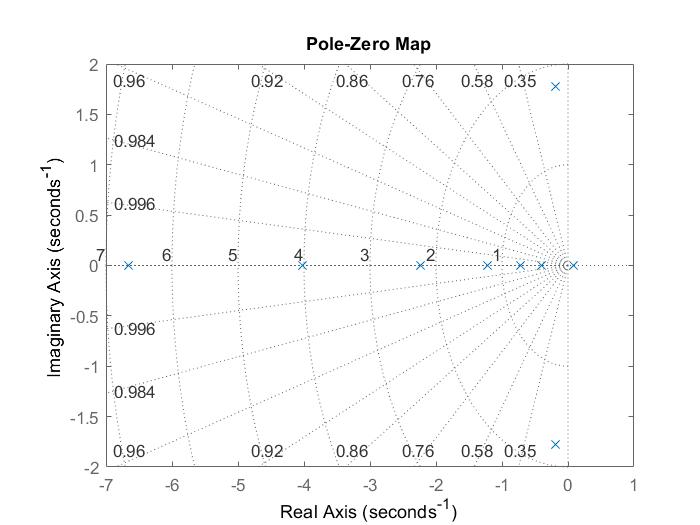 Pole-Zero Map
2
1.5
1
0.5
0
-0.5
-1
-1.5
-2
0.96 0.92 0.86 0.76 0.58 0.35
0.984
0.996
7 6 5 4 3 2 1
0.996
0.984
0.96 0.92 0.86 0.76 0.58 0.35
-7 -6 -5 -4 -3 -2 -1 0 1
Imaginary Axis (seconds⁻¹)
Real Axis (seconds⁻¹)